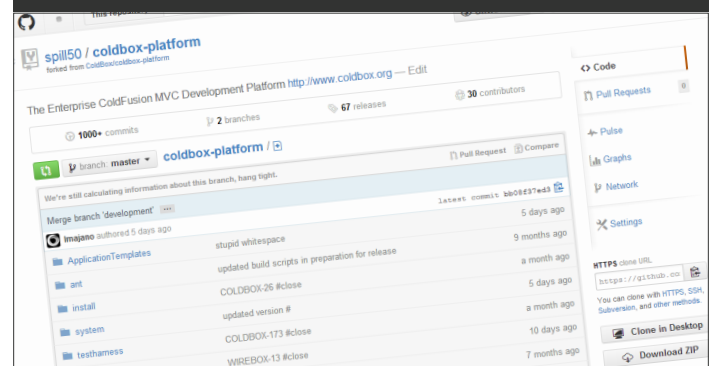 This repository
spill50 / coldbox-platform
forked from ColdBox/coldbox-platform
The Enterprise ColdFusion MVC Development Platform http://www.coldbox.org — Edit
1000+ commits
2 branches
67 releases
30 contributors
branch: master
coldbox-platform /
We're still calculating information about this branch, hang tight.
Pull Request
Compare
Merge branch 'development'
lmajano authored 5 days ago
latest commit bb08f37ed3
ApplicationTemplates
stupid whitespace
5 days ago
ant
updated build scripts in preparation for release
9 months ago
install
COLDBOX-26 #close
a month ago
system
updated version #
5 days ago
testharness
COLDBOX-173 #close
a month ago
WIREBOX-13 #close
10 days ago
7 months ago
Code
Pull Requests
0
Pulse
Graphs
Network
Settings
HTTPS clone URL
https://github.co
You can clone with HTTPS, SSH,
Subversion, and other methods.
Clone in Desktop
Download ZIP